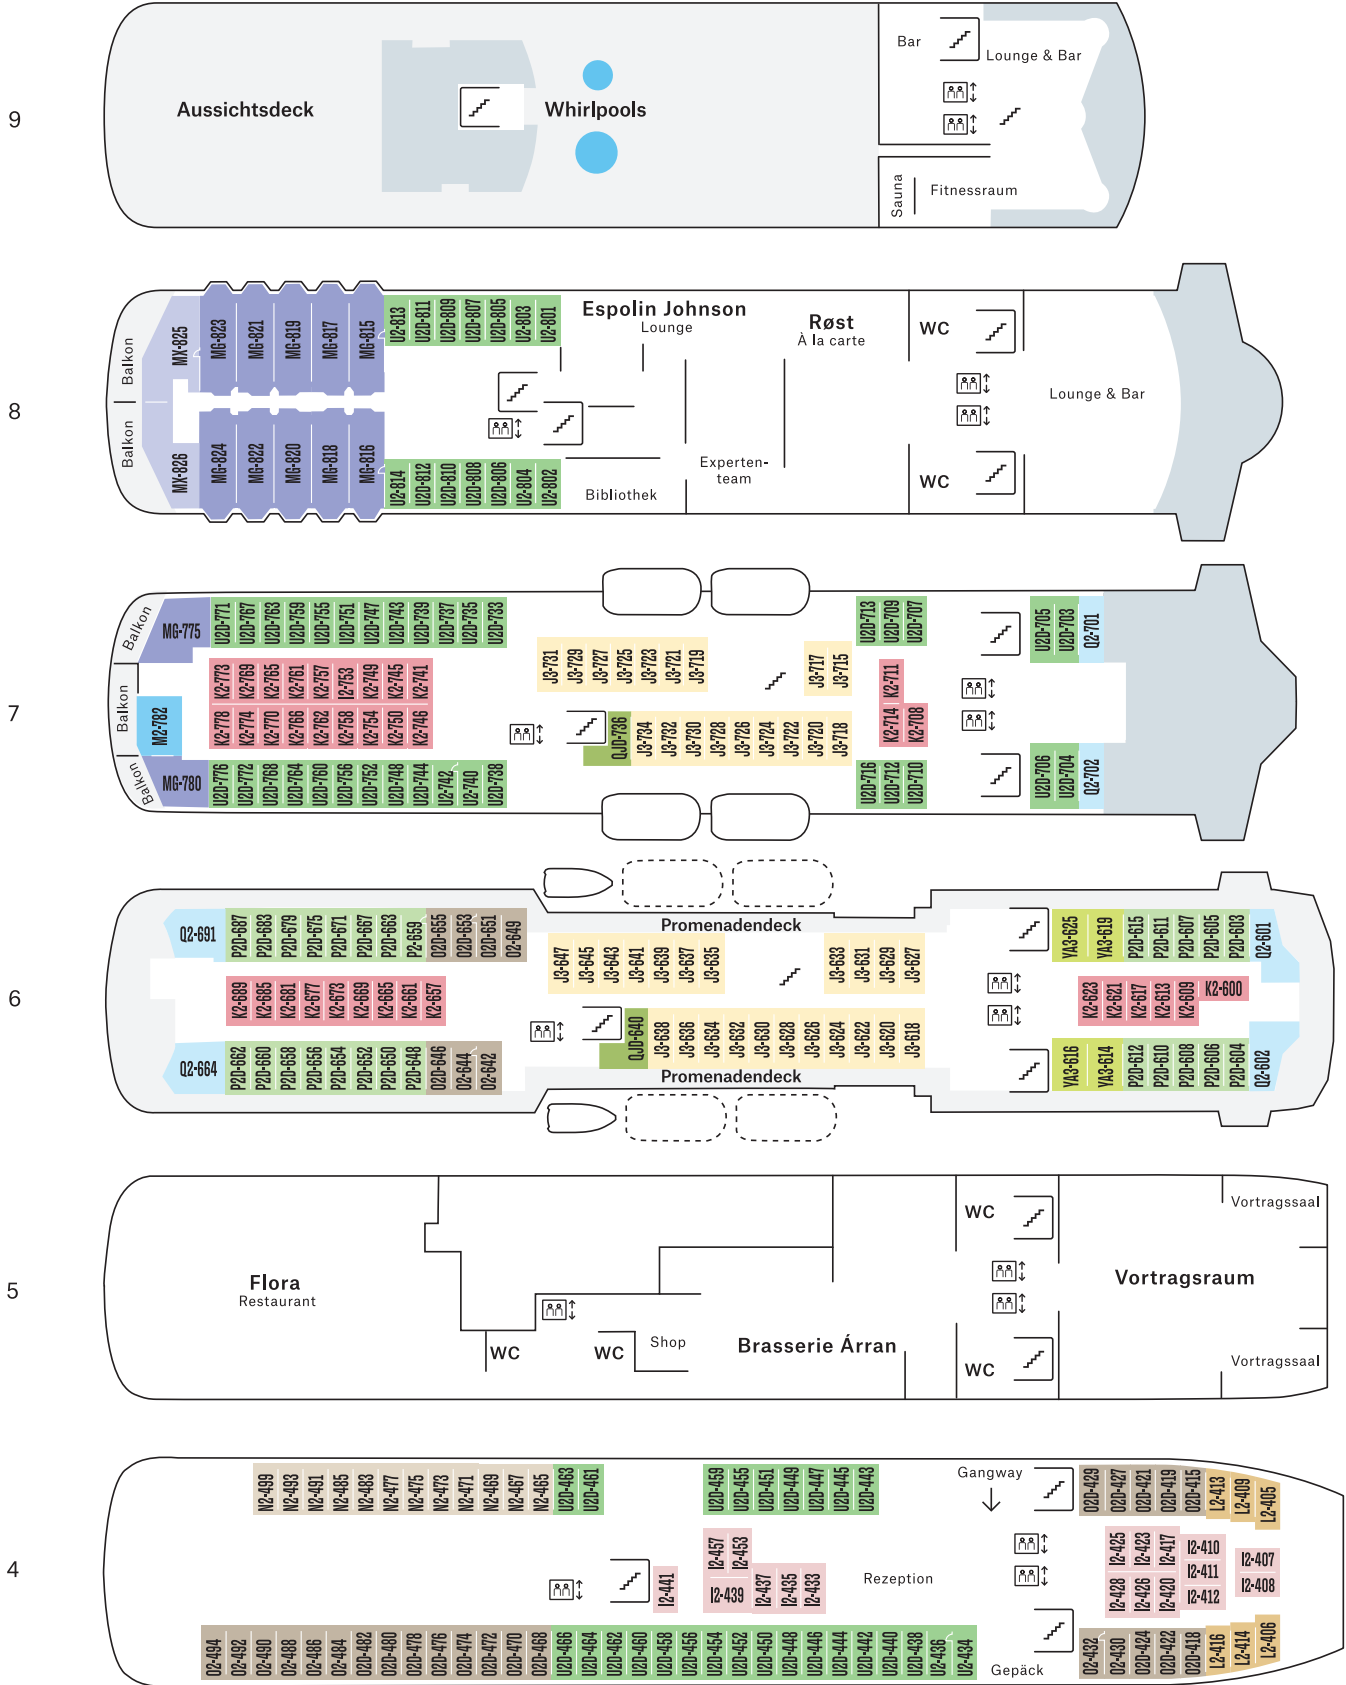 9
Aussichtsdeck
Whirlpools
Bar
Lounge & Bar
Sauna
Fitnessraum
8
Balkon
Balkon
MX-825
MG-823
MG-821
MG-819
MG-817
MG-815
U2-813
U2D-811
U2D-809
U2D-807
U2D-805
U2-803
U2-801
MX-826
MG-824
MG-822
MG-820
MG-818
MG-816
U2-814
U2D-812
U2D-810
U2D-808
U2D-806
U2-804
U2-802
Espolin Johnson
Lounge
Røst
À la carte
Bibliothek
Experten-
team
WC
WC
Lounge & Bar
7
Balkon
Balkon
Balkon
MG-775
M2-782
MG-780
U2D-771
U2D-767
U2D-763
U2D-759
U2D-755
U2D-751
U2D-747
U2D-743
U2D-739
U2D-737
U2D-735
U2D-733
K2-773
K2-769
K2-765
K2-761
K2-757
I2-753
K2-749
K2-745
K2-741
K2-778
K2-774
K2-770
K2-766
K2-762
K2-758
K2-754
K2-750
K2-746
U2D-776
U2D-772
U2D-768
U2D-764
U2D-760
U2D-756
U2D-752
U2D-748
U2D-744
U2-742
U2-740
U2D-738
J3-731
J3-729
J3-727
J3-725
J3-723
J3-721
J3-719
J3-717
J3-715
QJD-736
J3-734
J3-732
J3-730
J3-728
J3-726
J3-724
J3-722
J3-720
J3-718
U2D-713
U2D-709
U2D-707
K2-711
K2-714
K2-708
U2D-716
U2D-712
U2D-710
U2D-705
U2D-703
Q2-701
U2D-706
U2D-704
Q2-702
6
Promenadendeck
Q2-691
P2D-687
P2D-683
P2D-679
P2D-675
P2D-671
P2D-667
P2D-663
P2-659
O2D-655
O2D-653
O2D-651
O2-649
K2-689
K2-685
K2-681
K2-677
K2-673
K2-669
K2-665
K2-661
K2-657
Q2-664
P2D-662
P2D-660
P2D-658
P2D-656
P2D-654
P2D-652
P2D-650
P2D-648
O2D-646
O2-644
O2-642
J3-647
J3-645
J3-643
J3-641
J3-639
J3-637
J3-635
J3-633
J3-631
J3-629
J3-627
QJD-640
J3-638
J3-636
J3-634
J3-632
J3-630
J3-628
J3-626
J3-624
J3-622
J3-620
J3-618
Promenadendeck
YA3-625
YA3-619
P2D-615
P2D-611
P2D-607
P2D-605
P2D-603
Q2-601
K2-623
K2-621
K2-617
K2-613
K2-609
K2-600
YA3-616
YA3-614
P2D-612
P2D-610
P2D-608
P2D-606
P2D-604
Q2-602
5
Flora
Restaurant
WC
WC
Shop
Brasserie Árran
WC
WC
Vortragsraum
Vortragssaal
Vortragssaal
4
N2-499
N2-493
N2-491
N2-485
N2-483
N2-477
N2-475
N2-473
N2-471
N2-469
N2-467
N2-465
U2D-463
U2D-461
U2D-459
U2D-455
U2D-451
U2D-449
U2D-447
U2D-445
U2D-443
I2-441
I2-457
I2-453
I2-439
I2-437
I2-435
I2-433
Rezeption
Gangway
Gepäck
O2-494
O2-492
O2-490
O2-488
O2-486
O2-484
O2D-482
O2D-480
O2D-478
O2D-476
O2D-474
O2D-472
O2D-470
O2D-468
U2D-466
U2D-464
U2D-462
U2D-460
U2D-458
U2D-456
U2D-454
U2D-452
U2D-450
U2D-448
U2D-446
U2D-444
U2D-442
U2D-440
U2D-438
U2-436
U2-434
O2D-429
O2D-427
O2D-421
O2D-419
O2D-415
L2-413
L2-409
L2-405
I2-425
I2-423
I2-417
I2-410
I2-411
I2-412
I2-407
I2-408
I2-428
I2-426
I2-420
O2-432
O2-430
O2D-424
O2D-422
O2D-418
L2-416
L2-414
L2-406